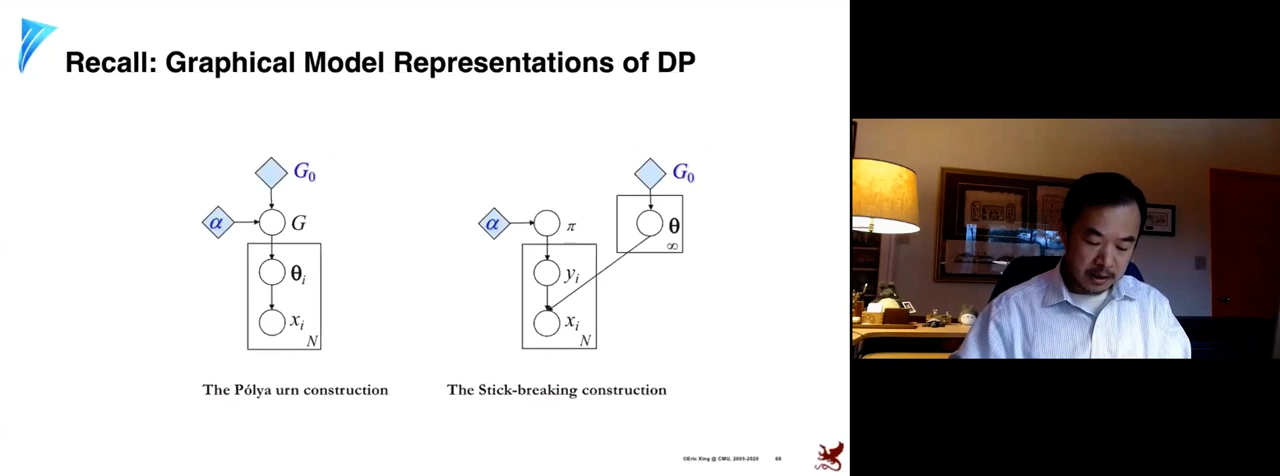 Recall: Graphical Model Representations of DP
G₀
α
G
θᵢ
xᵢ
N
The Pólya urn construction
G₀
α
π
θ
∞
yᵢ
xᵢ
N
The Stick-breaking construction
©Eric Xing @ CMU, 2005-2020
69